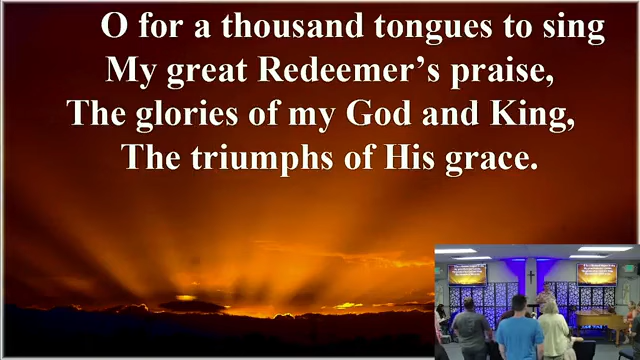 O for a thousand tongues to sing
My great Redeemer’s praise,
The glories of my God and King,
The triumphs of His grace.